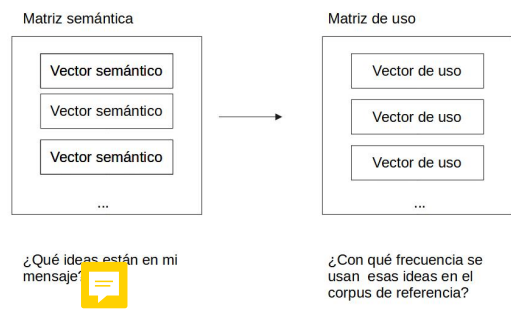 Matriz semántica
Matriz de uso
Vector semántico
Vector semántico
Vector semántico
...
Vector de uso
Vector de uso
Vector de uso
...
¿Qué ideas están en mi
mensaje?
¿Con qué frecuencia se
usan esas ideas en el
corpus de referencia?